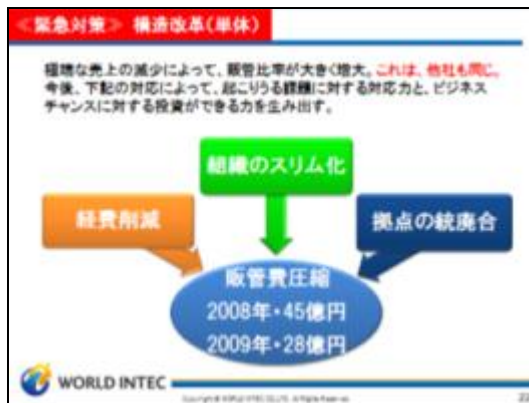 ≪緊急対策≫ 構造改革(単体)
極端な売上の減少によって、販管比率が大きく増大。これは、他社も同じ。
今後、下記の対応によって、起こりうる課題に対する対応力と、ビジネス
チャンスに対する投資ができる力を生み出す。
組織のスリム化
経費削減
拠点の統廃合
販管費圧縮
2008年・45億円
2009年・28億円
WORLD INTEC